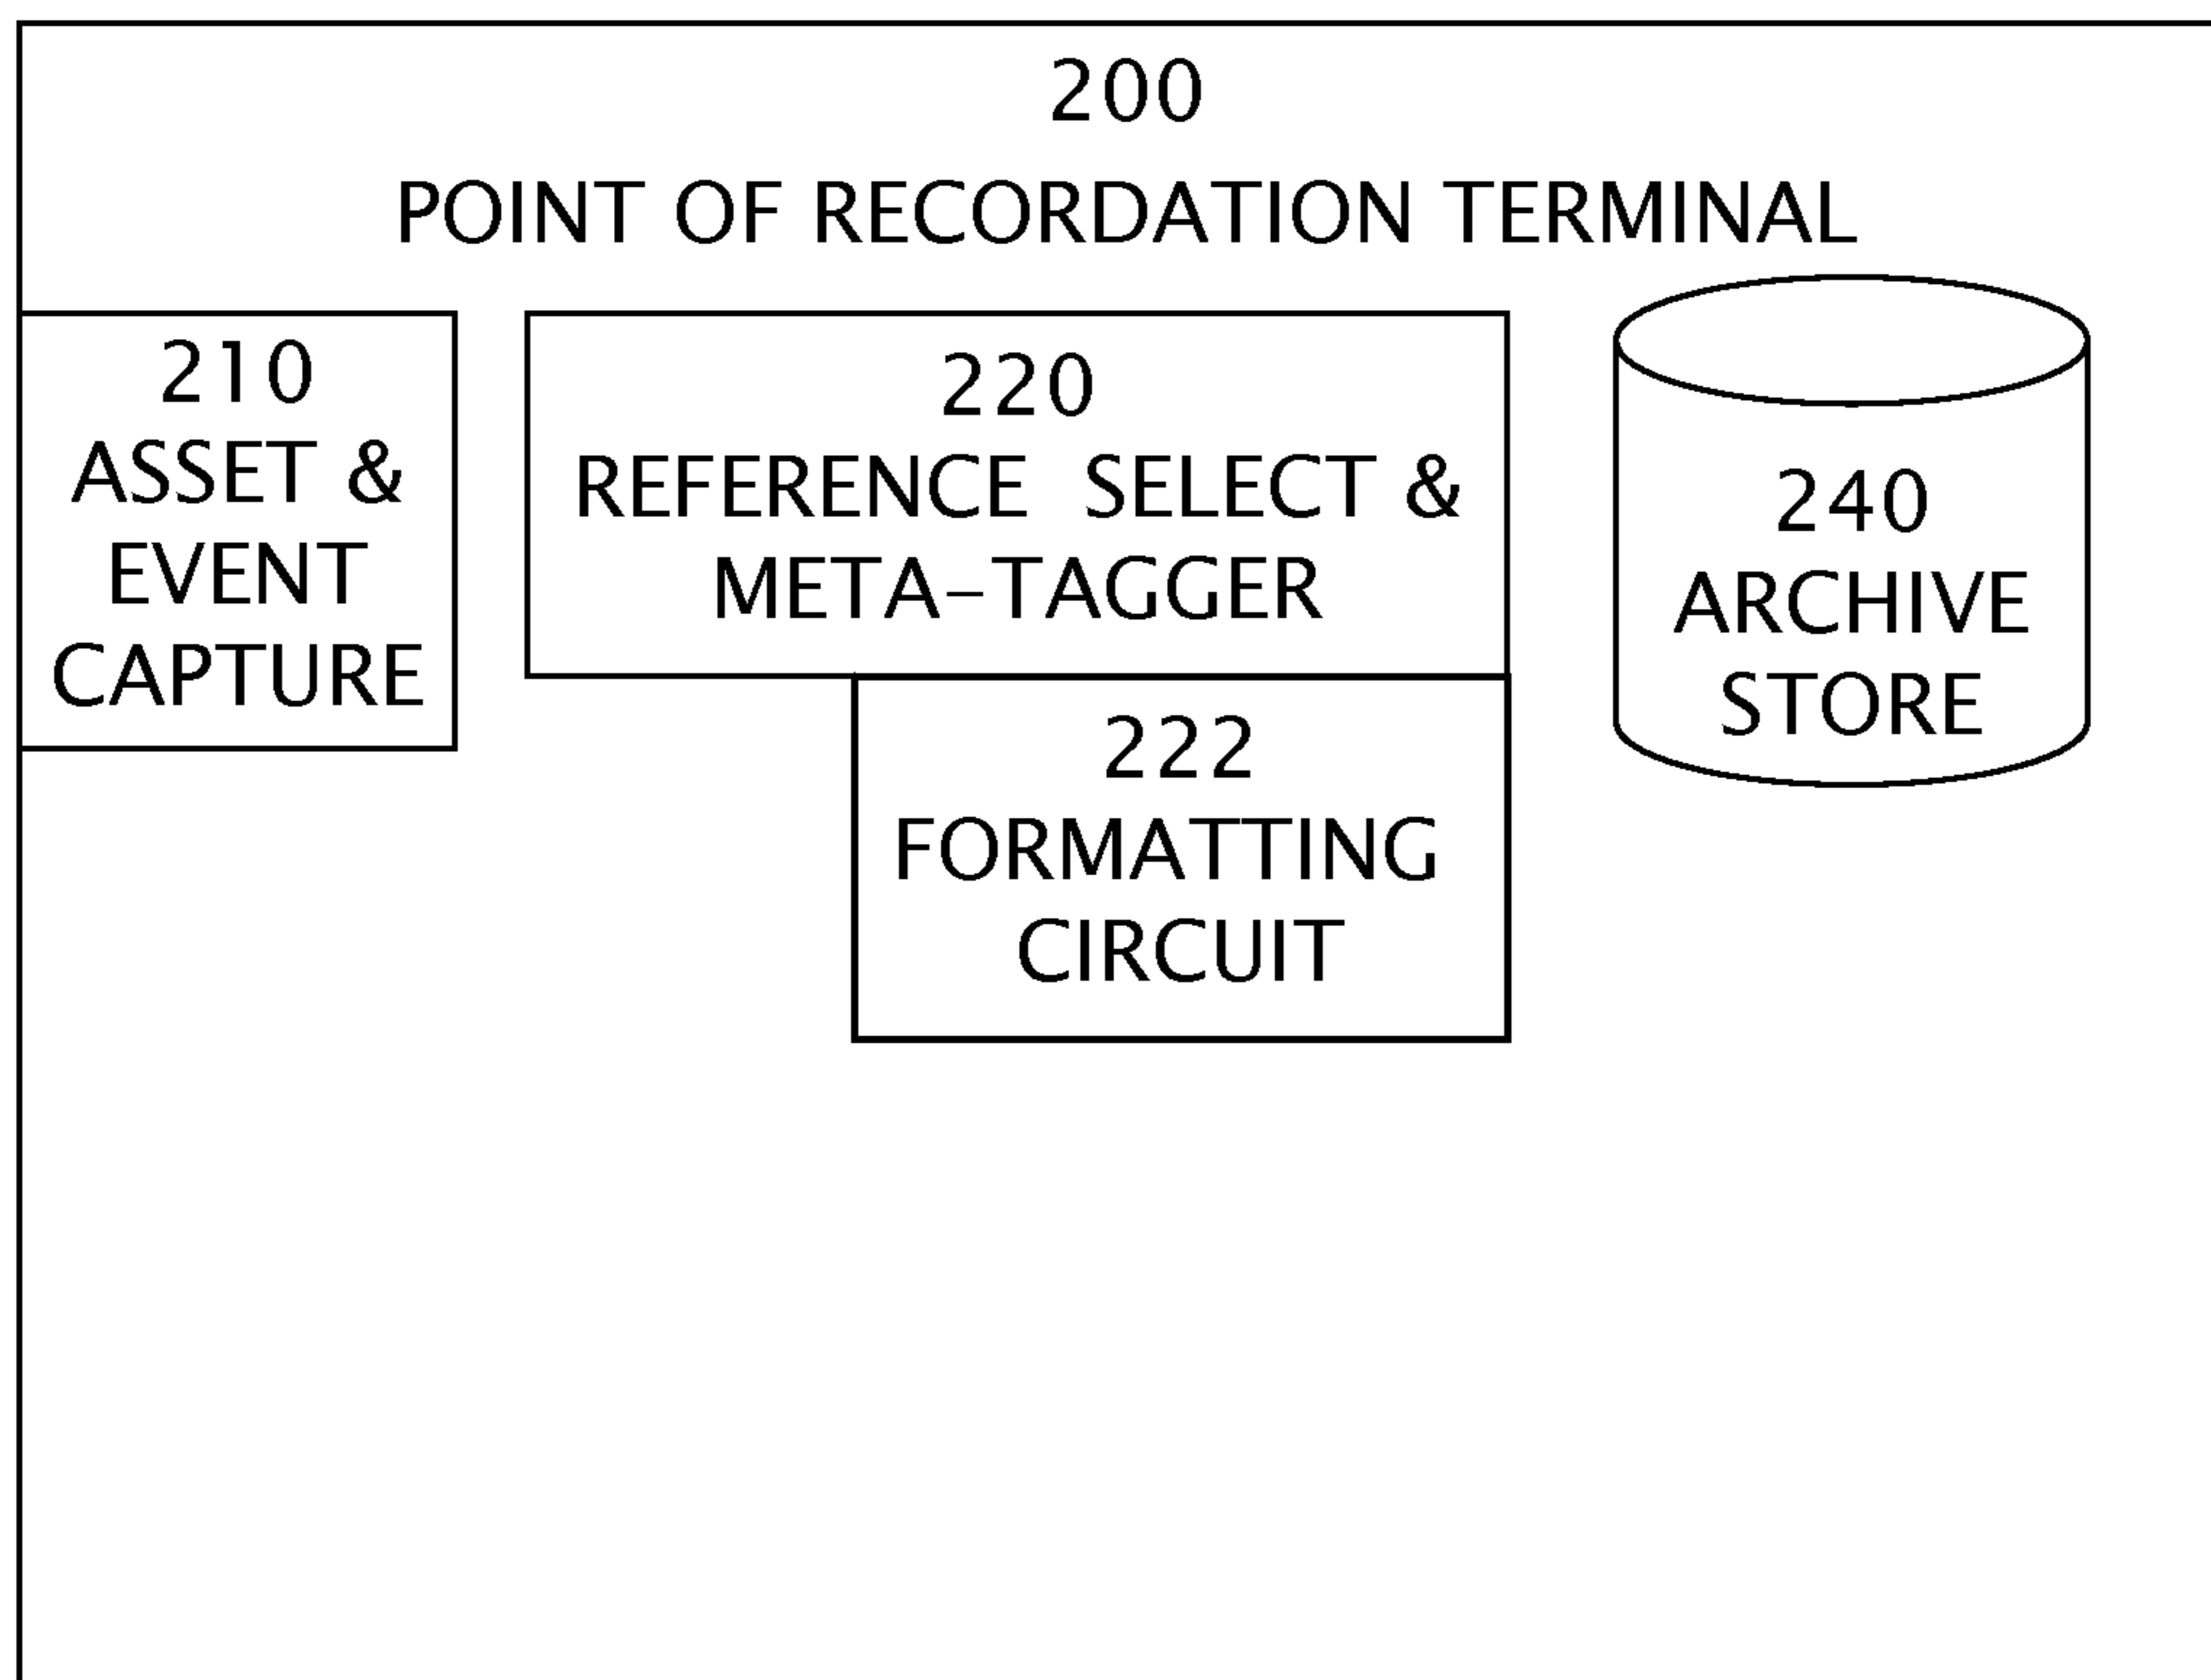 200
POINT OF RECORDATION TERMINAL
210
ASSET &
EVENT
CAPTURE
220
REFERENCE SELECT &
META-TAGGER
240
ARCHIVE
STORE
222
FORMATTING
CIRCUIT